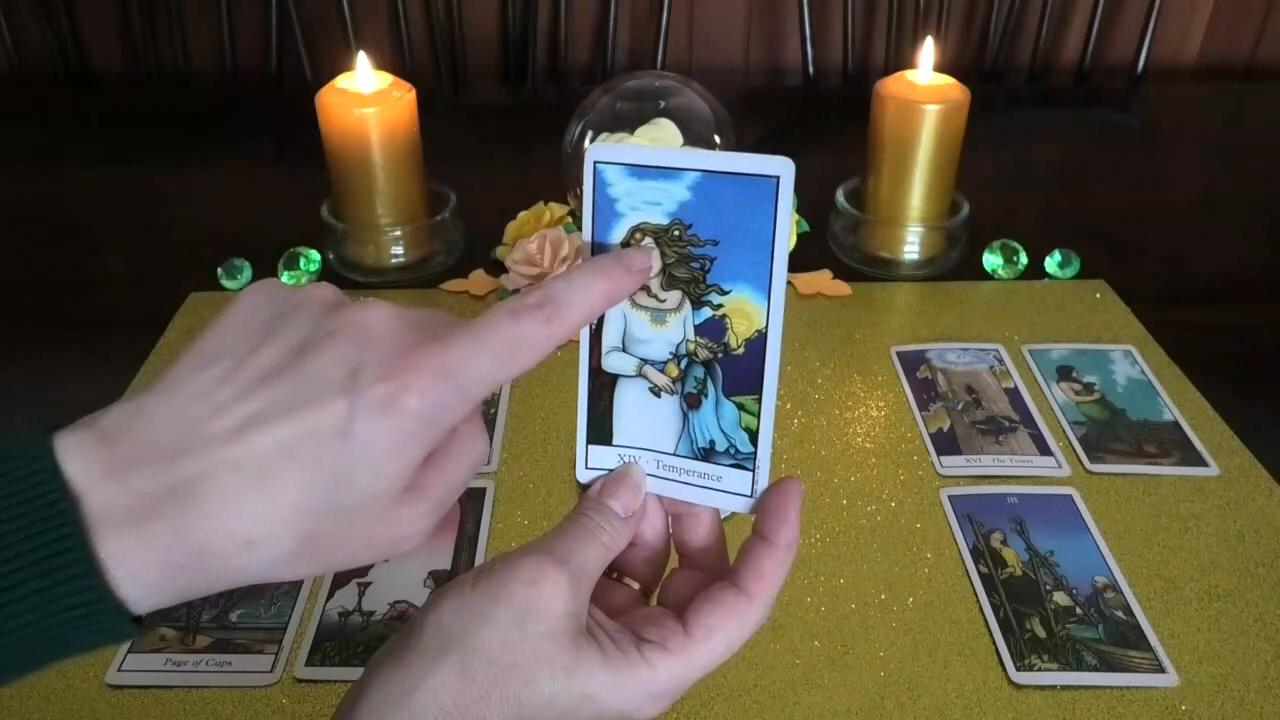 XIV · Temperance
XVI · The Tower
III
Page of Cups